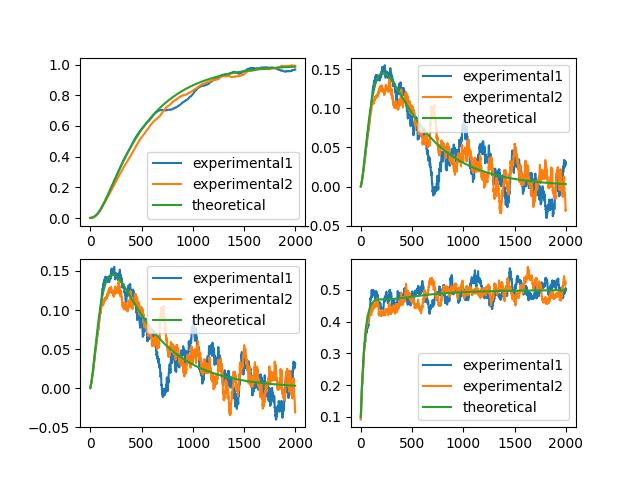 1.0
0.8
0.6
0.4
0.2
0.0
experimental1
experimental2
theoretical
0 500 1000 1500 2000
0.15
0.10
0.05
0.00
0.05
experimental1
experimental2
theoretical
0 500 1000 1500 2000
0.15
0.10
0.05
0.00
−0.05
experimental1
experimental2
theoretical
0 500 1000 1500 2000
0.5
0.4
0.3
0.2
0.1
experimental1
experimental2
theoretical
0 500 1000 1500 2000